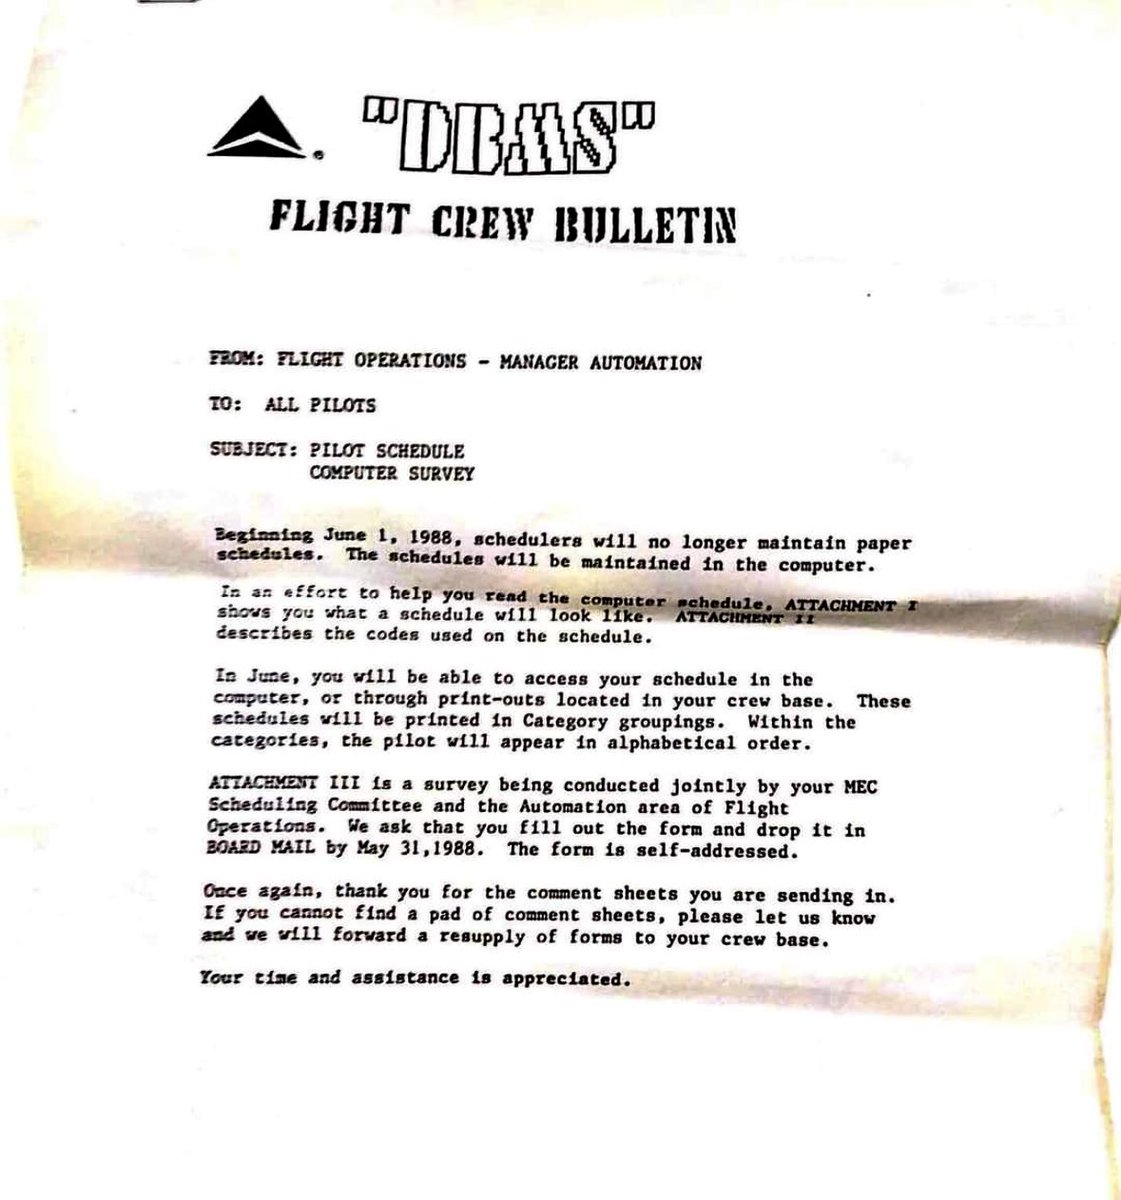 "DBMS"
FLIGHT CREW BULLETIN
FROM: FLIGHT OPERATIONS - MANAGER AUTOMATION
TO: ALL PILOTS
SUBJECT: PILOT SCHEDULE
COMPUTER SURVEY
Beginning June 1, 1988, schedulers will no longer maintain paper
schedules. The schedules will be maintained in the computer.
In an effort to help you read the computer schedule, ATTACHMENT I
shows you what a schedule will look like. ATTACHMENT II
describes the codes used on the schedule.
In June, you will be able to access your schedule in the
computer, or through print-outs located in your crew base. These
schedules will be printed in Category groupings. Within the
categories, the pilot will appear in alphabetical order.
ATTACHMENT III is a survey being conducted jointly by your MEC
Scheduling Committee and the Automation area of Flight
Operations. We ask that you fill out the form and drop it in
BOARD MAIL by May 31,1988. The form is self-addressed.
Once again, thank you for the comment sheets you are sending in.
If you cannot find a pad of comment sheets, please let us know
and we will forward a resupply of forms to your crew base.
Your time and assistance is appreciated.